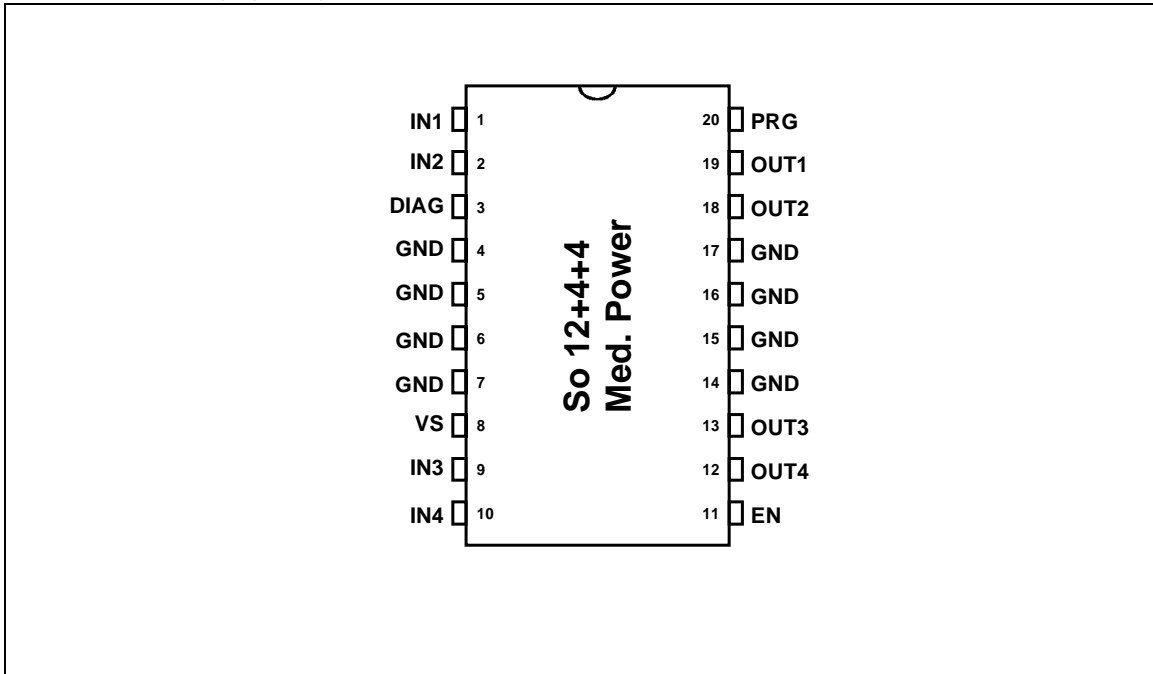 IN1 1 20 PRG
IN2 2 19 OUT1
DIAG 3 18 OUT2
GND 4 17 GND
GND 5 16 GND
GND 6 15 GND
GND 7 14 GND
VS 8 13 OUT3
IN3 9 12 OUT4
IN4 10 11 EN
So 12+4+4
Med. Power